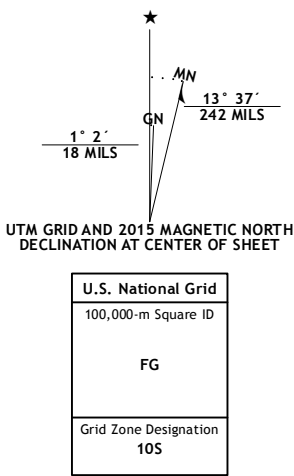 ★
MN
GN
13° 37´
242 MILS
1° 2´
18 MILS
UTM GRID AND 2015 MAGNETIC NORTH
DECLINATION AT CENTER OF SHEET
U.S. National Grid
100,000-m Square ID
FG
Grid Zone Designation
10S